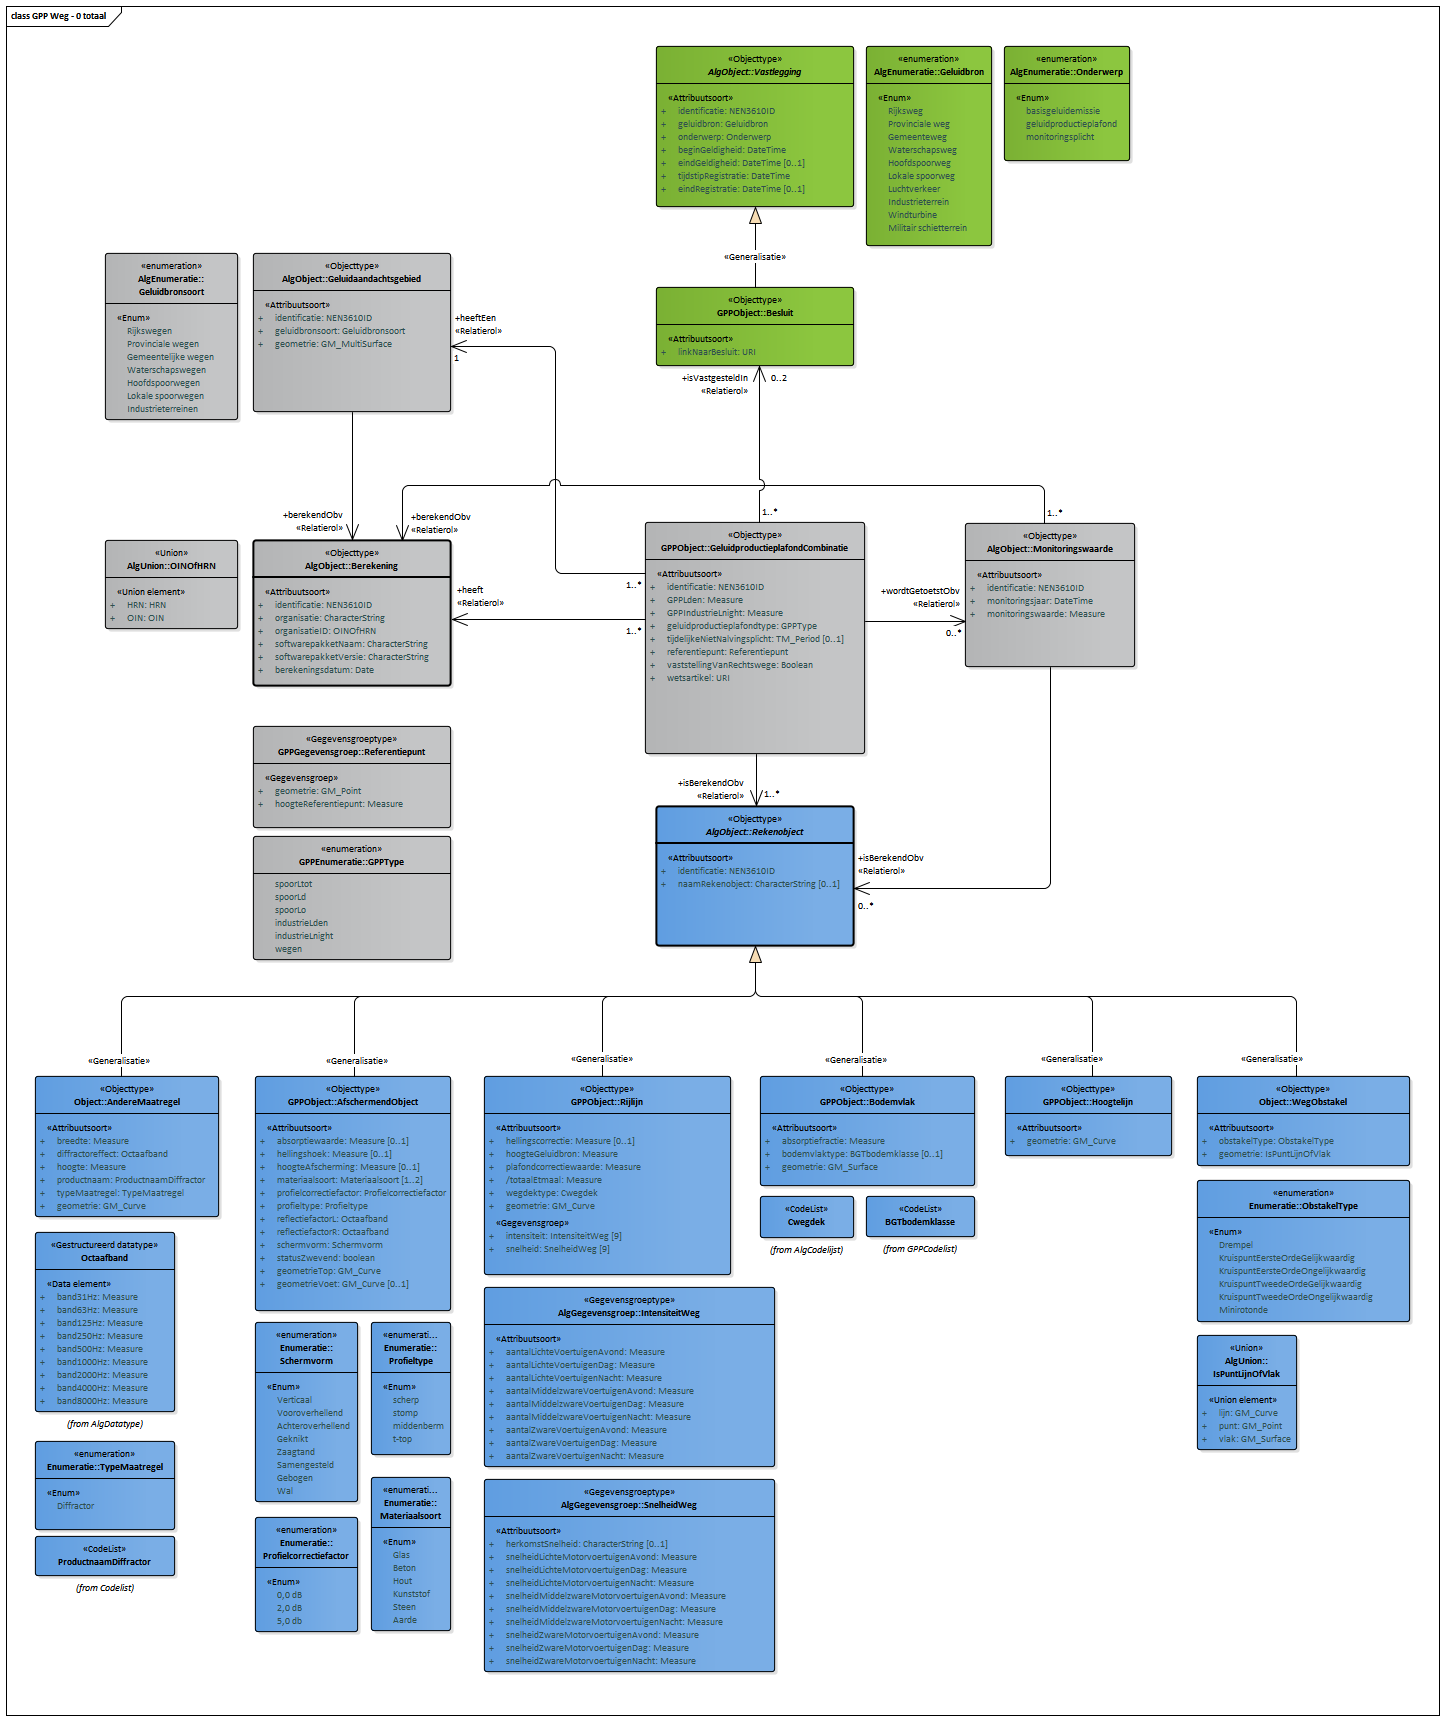 class GPP Weg - 0 totaal
«Objecttype»
AlgObject::Vastlegging
«Attribuutsoort»
+ identificatie: NEN3610ID
+ geluidbron: Geluidbron
+ onderwerp: Onderwerp
+ beginGeldigheid: DateTime
+ eindGeldigheid: DateTime [0..1]
+ tijdstipRegistratie: DateTime
+ eindRegistratie: DateTime [0..1]
«enumeration»
AlgEnumeratie::Geluidbron
«Enum»
Rijksweg
Provinciale weg
Gemeenteweg
Waterschapsweg
Hoofdspoorweg
Lokale spoorweg
Luchtverkeer
Industrieterrein
Windturbine
Militair schietterrein
«enumeration»
AlgEnumeratie::Onderwerp
«Enum»
basisgeluidemissie
geluidproductieplafond
monitoringsplicht
«Generalisatie»
«enumeration»
AlgEnumeratie::
Geluidbronsoort
«Enum»
Rijkswegen
Provinciale wegen
Gemeentelijke wegen
Waterschapswegen
Hoofdspoorwegen
Lokale spoorwegen
Industrieterreinen
«Objecttype»
AlgObject::Geluidaandachtsgebied
«Attribuutsoort»
+ identificatie: NEN3610ID
+ geluidbronsoort: Geluidbronsoort
+ geometrie: GM_MultiSurface
+heeftEen
«Relatierol»
1
«Objecttype»
GPPObject::Besluit
«Attribuutsoort»
+ linkNaarBesluit: URI
+isVastgesteldIn
«Relatierol»
0..2
+berekendObv
«Relatierol»
+berekendObv
«Relatierol»
1..*
1..*
«Union»
AlgUnion::OINOfHRN
«Union element»
+ HRN: HRN
+ OIN: OIN
«Objecttype»
AlgObject::Berekening
«Attribuutsoort»
+ identificatie: NEN3610ID
+ organisatie: CharacterString
+ organisatieID: OINOfHRN
+ softwarepakketNaam: CharacterString
+ softwarepakketVersie: CharacterString
+ berekeningsdatum: Date
+heeft
«Relatierol»
1..*
1..*
«Objecttype»
GPPObject::GeluidproductieplafondCombinatie
«Attribuutsoort»
+ identificatie: NEN3610ID
+ GPPLden: Measure
+ GPPIndustrieLnight: Measure
+ geluidproductieplafondtype: GPPType
+ tijdelijkeNietNalvingsplicht: TM_Period [0..1]
+ referentiepunt: Referentiepunt
+ vaststellingVanRechtswege: Boolean
+ wetsartikel: URI
+wordtGetoetstObv
«Relatierol»
0..*
«Objecttype»
AlgObject::Monitoringswaarde
«Attribuutsoort»
+ identificatie: NEN3610ID
+ monitoringsjaar: DateTime
+ monitoringswaarde: Measure
«Gegevensgroeptype»
GPPGegevensgroep::Referentiepunt
«Gegevensgroep»
+ geometrie: GM_Point
+ hoogteReferentiepunt: Measure
«enumeration»
GPPEnumeratie::GPPType
spoorLtot
spoorLd
spoorLo
industrieLden
industrieLnight
wegen
+isBerekendObv
«Relatierol»
1..*
«Objecttype»
AlgObject::Rekenobject
«Attribuutsoort»
+ identificatie: NEN3610ID
+ naamRekenobject: CharacterString [0..1]
+isBerekendObv
«Relatierol»
0..*
«Generalisatie»
«Generalisatie»
«Generalisatie»
«Generalisatie»
«Generalisatie»
«Generalisatie»
«Objecttype»
Object::AndereMaatregel
«Attribuutsoort»
+ breedte: Measure
+ diffractoreffect: Octaafband
+ hoogte: Measure
+ productnaam: ProductnaamDiffractor
+ typeMaatregel: TypeMaatregel
+ geometrie: GM_Curve
«Gestructureerd datatype»
Octaafband
«Data element»
+ band31Hz: Measure
+ band63Hz: Measure
+ band125Hz: Measure
+ band250Hz: Measure
+ band500Hz: Measure
+ band1000Hz: Measure
+ band2000Hz: Measure
+ band4000Hz: Measure
+ band8000Hz: Measure
(from AlgDatatype)
«enumeration»
Enumeratie::TypeMaatregel
«Enum»
Diffractor
«CodeList»
ProductnaamDiffractor
(from Codelist)
«Objecttype»
GPPObject::AfschermendObject
«Attribuutsoort»
+ absorptiewaarde: Measure [0..1]
+ hellingshoek: Measure [0..1]
+ hoogteAfscherming: Measure [0..1]
+ materiaalsoort: Materiaalsoort [1..2]
+ profielcorrectiefactor: Profielcorrectiefactor
+ profieltype: Profieltype
+ reflectiefactorL: Octaafband
+ reflectiefactorR: Octaafband
+ schermvorm: Schermvorm
+ statusZwevend: boolean
+ geometrieTop: GM_Curve
+ geometrieVoet: GM_Curve [0..1]
«enumeration»
Enumeratie::
Schermvorm
«Enum»
Verticaal
Vooroverhellend
Achteroverhellend
Geknikt
Zaagtand
Samengesteld
Gebogen
Wal
«enumerati...
Enumeratie::
Profieltype
«Enum»
scherp
stomp
middenberm
t-top
«enumeration»
Enumeratie::
Profielcorrectiefactor
«Enum»
0,0 dB
2,0 dB
5,0 db
«enumerati...
Enumeratie::
Materiaalsoort
«Enum»
Glas
Beton
Hout
Kunststof
Steen
Aarde
«Objecttype»
GPPObject::Rijlijn
«Attribuutsoort»
+ hellingscorrectie: Measure [0..1]
+ hoogteGeluidbron: Measure
+ plafondcorrectiewaarde: Measure
+ /totaalEtmaal: Measure
+ wegdektype: Cwegdek
+ geometrie: GM_Curve
«Gegevensgroep»
+ intensiteit: IntensiteitWeg [9]
+ snelheid: SnelheidWeg [9]
«Gegevensgroeptype»
AlgGegevensgroep::IntensiteitWeg
«Attribuutsoort»
+ aantalLichteVoertuigenAvond: Measure
+ aantalLichteVoertuigenDag: Measure
+ aantalLichteVoertuigenNacht: Measure
+ aantalMiddelzwareVoertuigenAvond: Measure
+ aantalMiddelzwareVoertuigenDag: Measure
+ aantalMiddelzwareVoertuigenNacht: Measure
+ aantalZwareVoertuigenAvond: Measure
+ aantalZwareVoertuigenDag: Measure
+ aantalZwareVoertuigenNacht: Measure
«Gegevensgroeptype»
AlgGegevensgroep::SnelheidWeg
«Attribuutsoort»
+ herkomstSnelheid: CharacterString [0..1]
+ snelheidLichteMotorvoertuigenAvond: Measure
+ snelheidLichteMotorvoertuigenDag: Measure
+ snelheidLichteMotorvoertuigenNacht: Measure
+ snelheidMiddelzwareMotorvoertuigenAvond: Measure
+ snelheidMiddelzwareMotorvoertuigenDag: Measure
+ snelheidMiddelzwareMotorvoertuigenNacht: Measure
+ snelheidZwareMotorvoertuigenAvond: Measure
+ snelheidZwareMotorvoertuigenDag: Measure
+ snelheidZwareMotorvoertuigenNacht: Measure
«Objecttype»
GPPObject::Bodemvlak
«Attribuutsoort»
+ absorptiefractie: Measure
+ bodemvlaktype: BGTbodemklasse [0..1]
+ geometrie: GM_Surface
«CodeList»
Cwegdek
(from AlgCodelijst)
«CodeList»
BGTbodemklasse
(from GPPCodelist)
«Objecttype»
GPPObject::Hoogtelijn
«Attribuutsoort»
+ geometrie: GM_Curve
«Objecttype»
Object::WegObstakel
«Attribuutsoort»
+ obstakelType: ObstakelType
+ geometrie: IsPuntLijnOfVlak
«enumeration»
Enumeratie::ObstakelType
«Enum»
Drempel
KruispuntEersteOrdeGelijkwaardig
KruispuntEersteOrdeOngelijkwaardig
KruispuntTweedeOrdeGelijkwaardig
KruispuntTweedeOrdeOngelijkwaardig
Minirotonde
«Union»
AlgUnion::
IsPuntLijnOfVlak
«Union element»
+ lijn: GM_Curve
+ punt: GM_Point
+ vlak: GM_Surface